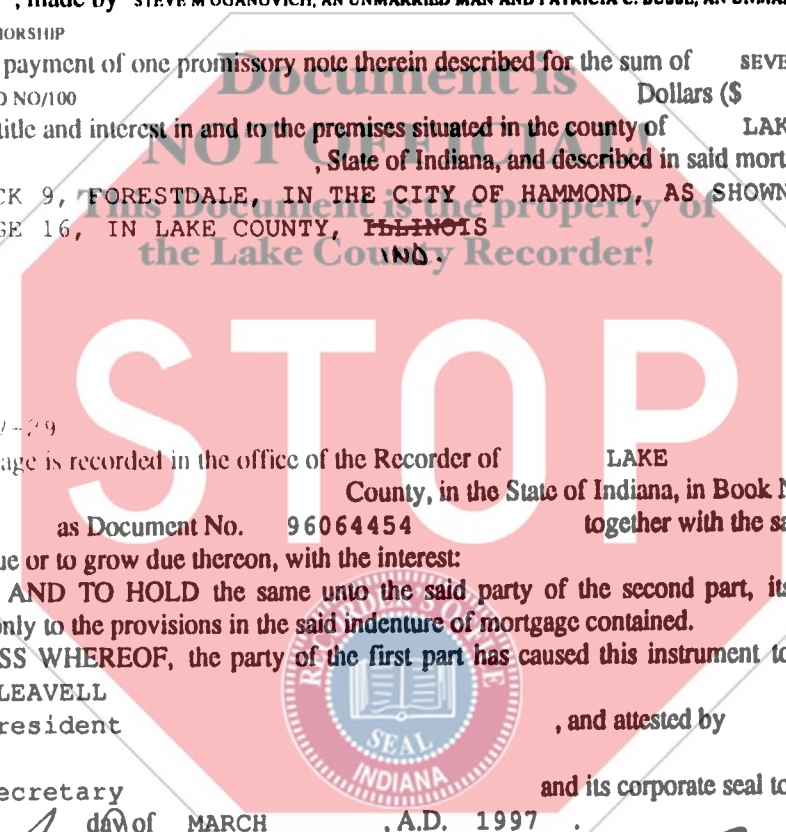 , made by STEVE M UGANOVICH, AN UNMARRIED MAN AND PATRICIA C.
ORSHIP
payment of one promissory note therein described for the sum of SEVE
D NO/100 Dollars ($
title and interest in and to the premises situated in the county of LAK
, State of Indiana, and described in said mort
CK 9, FORESTDALE, IN THE CITY OF HAMMOND, AS SHOWN
GE 16, IN LAKE COUNTY, ILLINOIS
IND.
Document is
NOT OFFICIAL
This Document is the property of
the Lake County Recorder!
STOP
age is recorded in the office of the Recorder of LAKE
County, in the State of Indiana, in Book N
as Document No. 96064454 together with the sa
ue or to grow due thereon, with the interest:
AND TO HOLD the same unto the said party of the second part, its
only to the provisions in the said indenture of mortgage contained.
SS WHEREOF, the party of the first part has caused this instrument to
LEAVELL
resident , and attested by
ecretary and its corporate seal to
day of MARCH , A.D. 1997 .
RECORDER'S OFFICE
SEAL
INDIANA